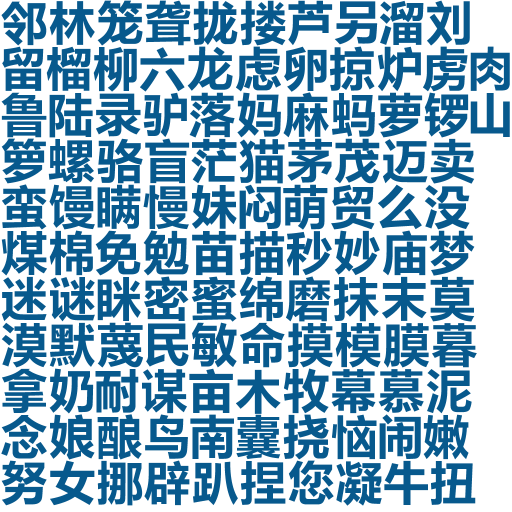 邻林笼聋拢搂芦另溜刘
留榴柳六龙虑卵掠炉虏肉
鲁陆录驴落妈麻蚂萝锣山
箩螺骆盲茫猫茅茂迈卖
蛮馒瞒慢妹闷萌贸么没
煤棉免勉苗描秒妙庙梦
迷谜眯密蜜绵磨抹末莫
漠默蔑民敏命摸模膜暮
拿奶耐谋亩木牧幕慕泥
念娘酿鸟南囊挠恼闹嫩
努女挪辟趴捏您凝牛扭